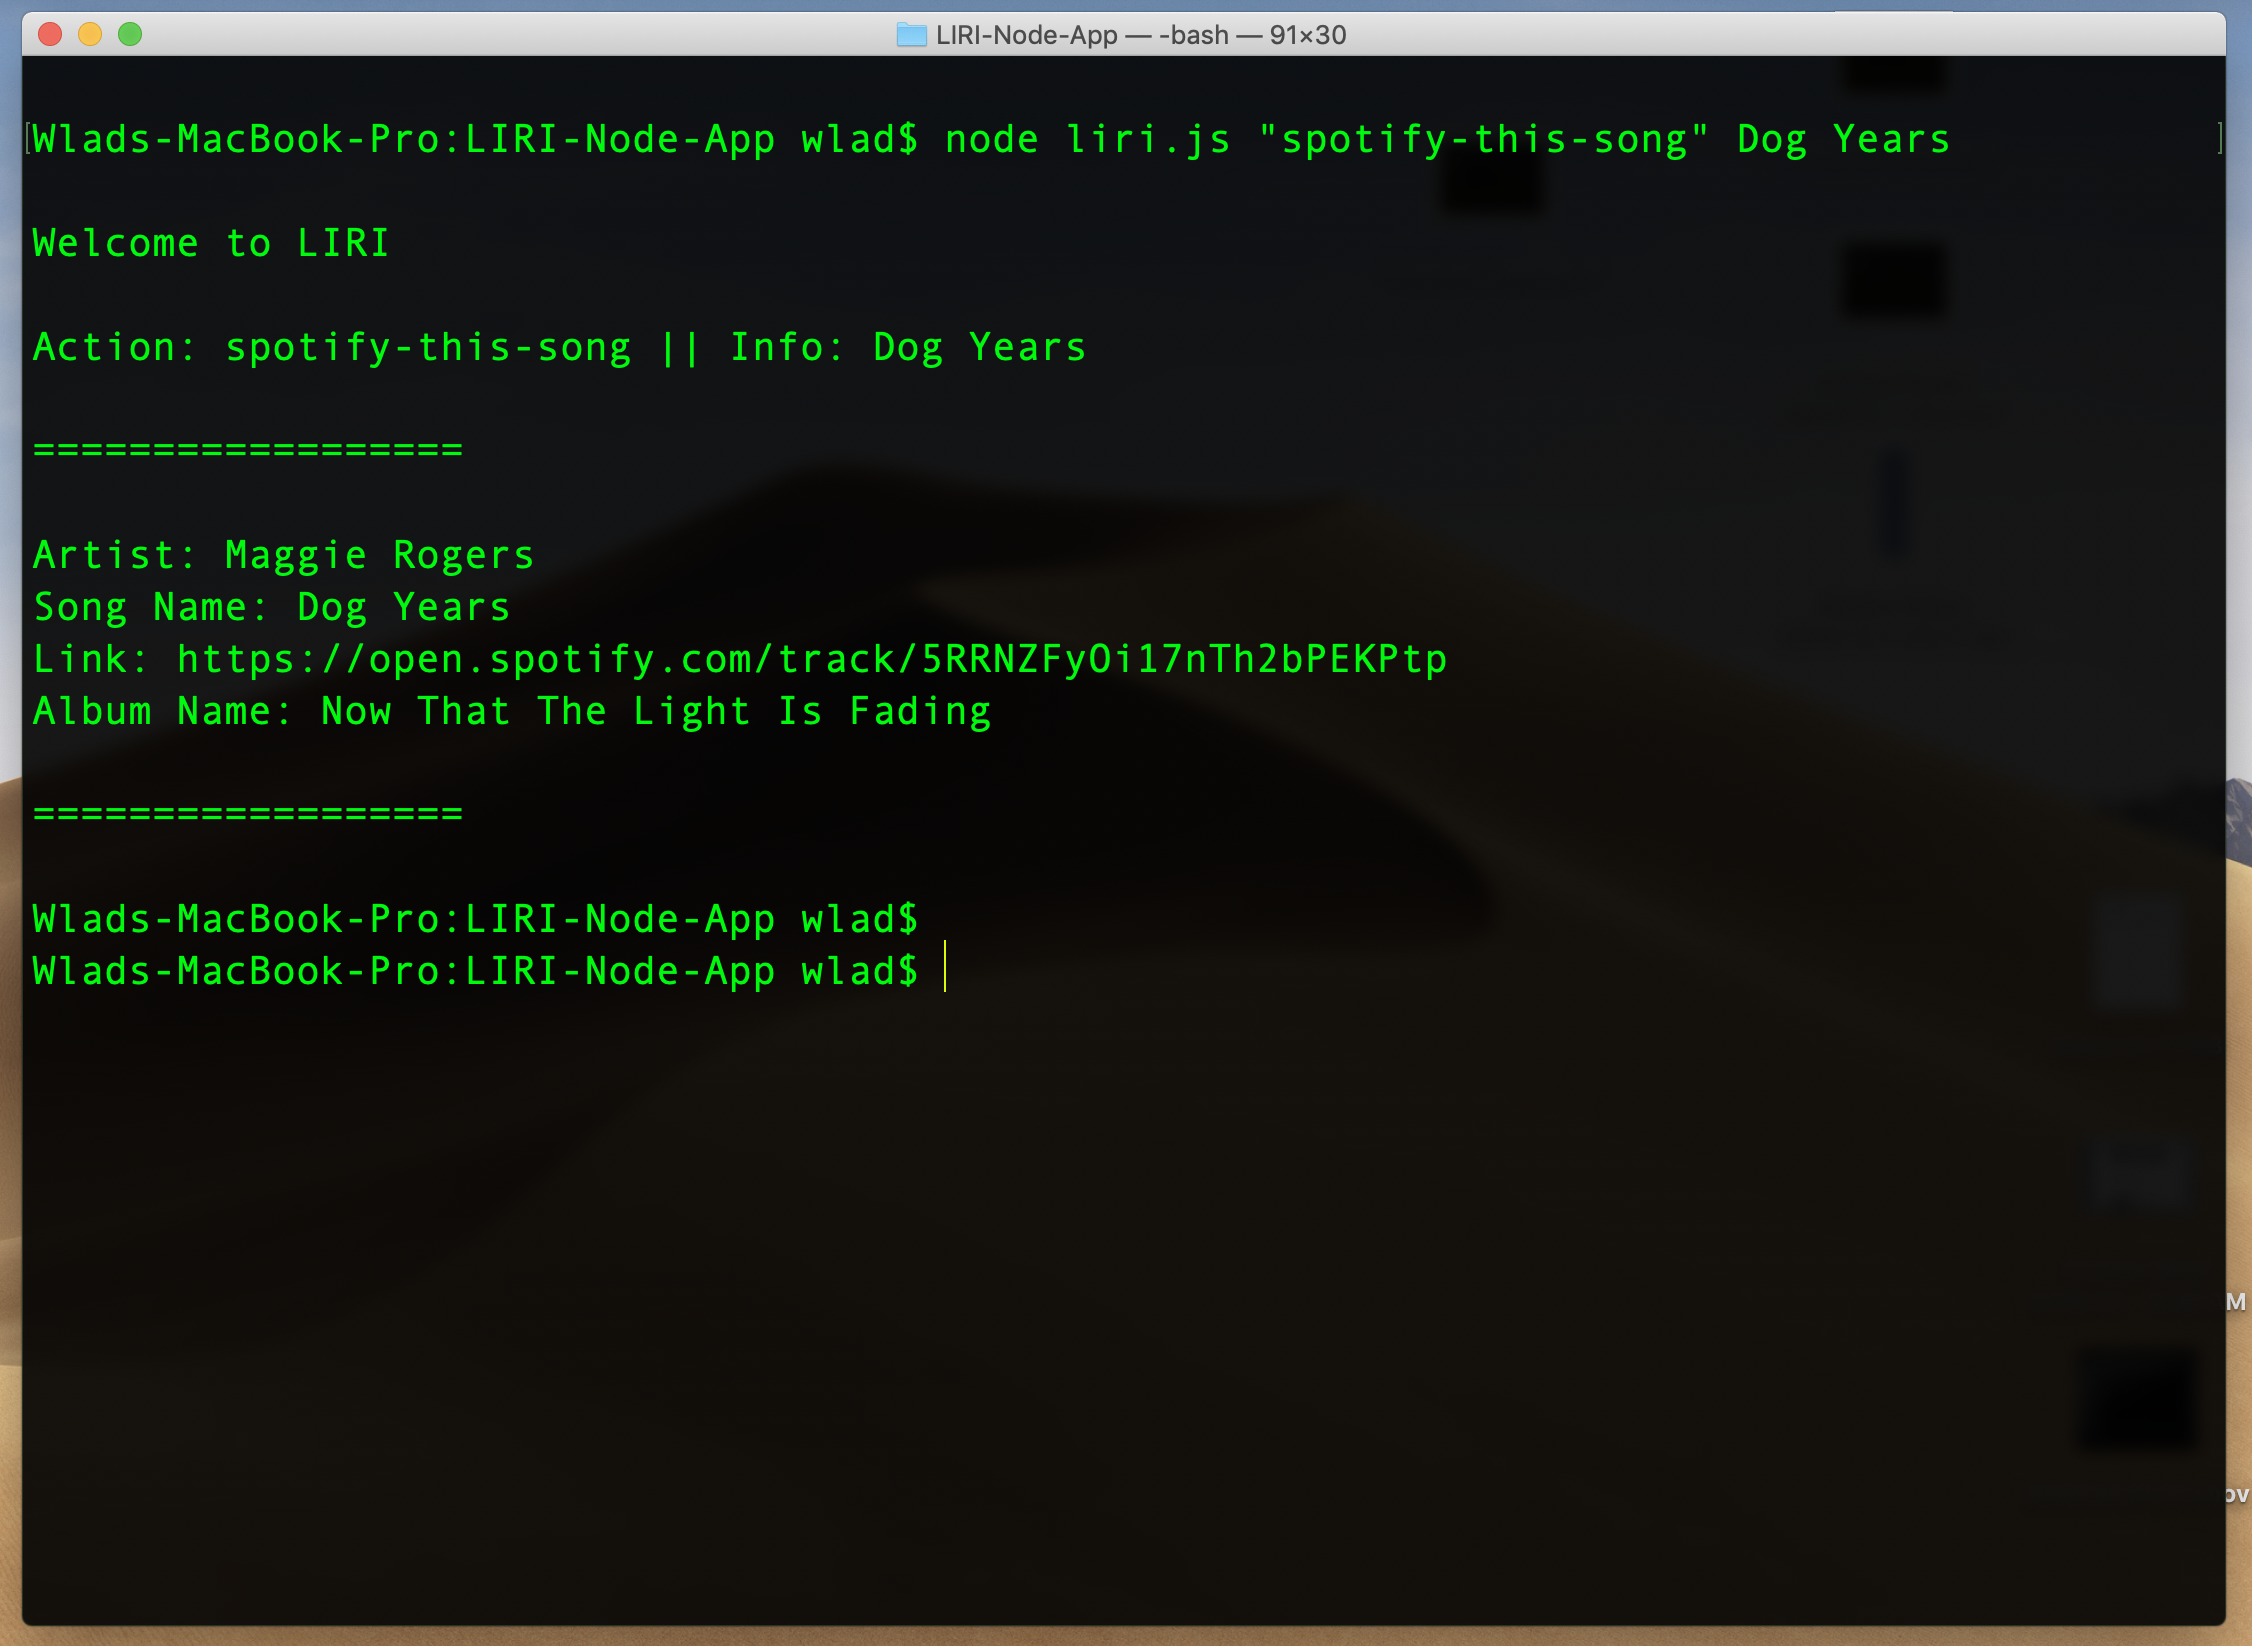 LIRI-Node-App — -bash — 91×30
[Wlads-MacBook-Pro:LIRI-Node-App wlad$ node liri.js "spotify-this-song" Dog Years ]
Welcome to LIRI
Action: spotify-this-song || Info: Dog Years
==================
Artist: Maggie Rogers
Song Name: Dog Years
Link: https://open.spotify.com/track/5RRNZFyOi17nTh2bPEKPtp
Album Name: Now That The Light Is Fading
==================
Wlads-MacBook-Pro:LIRI-Node-App wlad$
Wlads-MacBook-Pro:LIRI-Node-App wlad$
M
ov